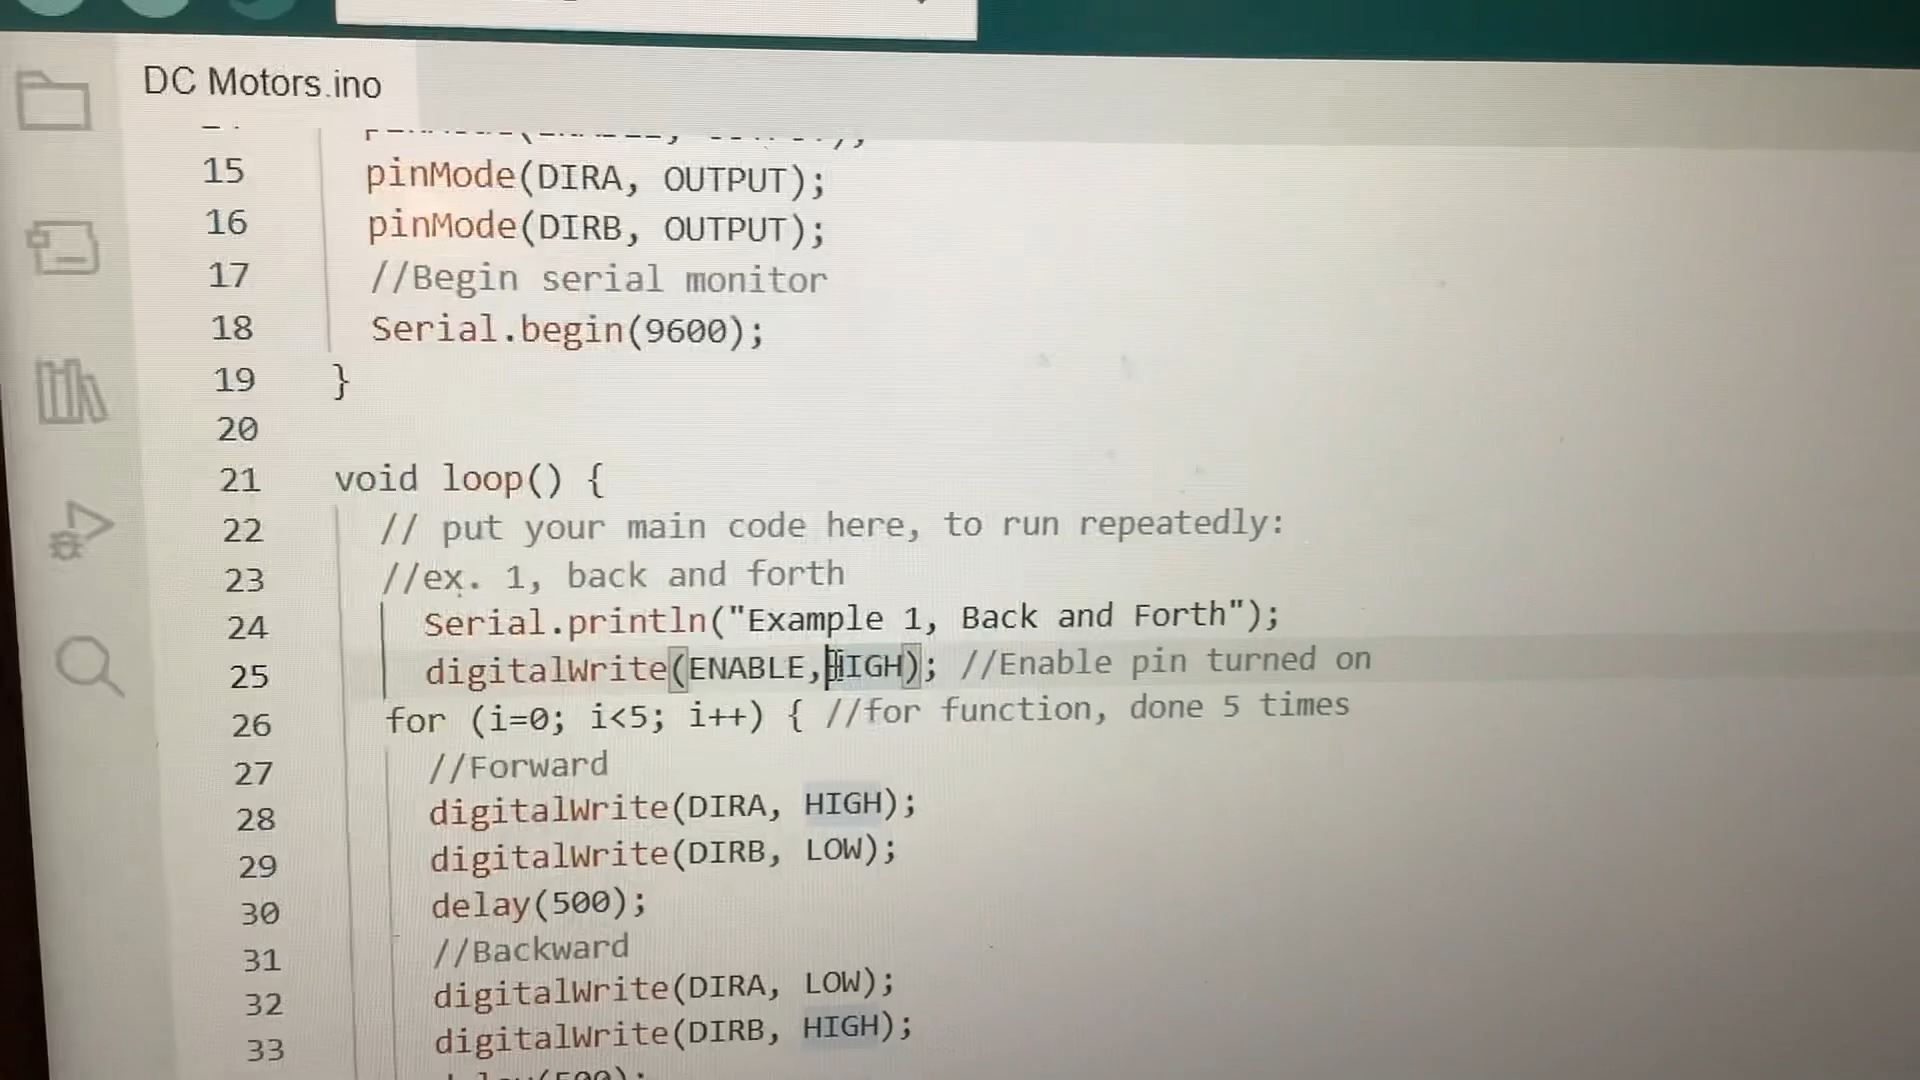 DC Motors.ino
15 pinMode(DIRA, OUTPUT);
16 pinMode(DIRB, OUTPUT);
17 //Begin serial monitor
18 Serial.begin(9600);
19 }
20
21 void loop() {
22 // put your main code here, to run repeatedly:
23 //ex. 1, back and forth
24 Serial.println("Example 1, Back and Forth");
25 digitalWrite(ENABLE,HIGH); //Enable pin turned on
26 for (i=0; i<5; i++) { //for function, done 5 times
27 //Forward
28 digitalWrite(DIRA, HIGH);
29 digitalWrite(DIRB, LOW);
30 delay(500);
31 //Backward
32 digitalWrite(DIRA, LOW);
33 digitalWrite(DIRB, HIGH);